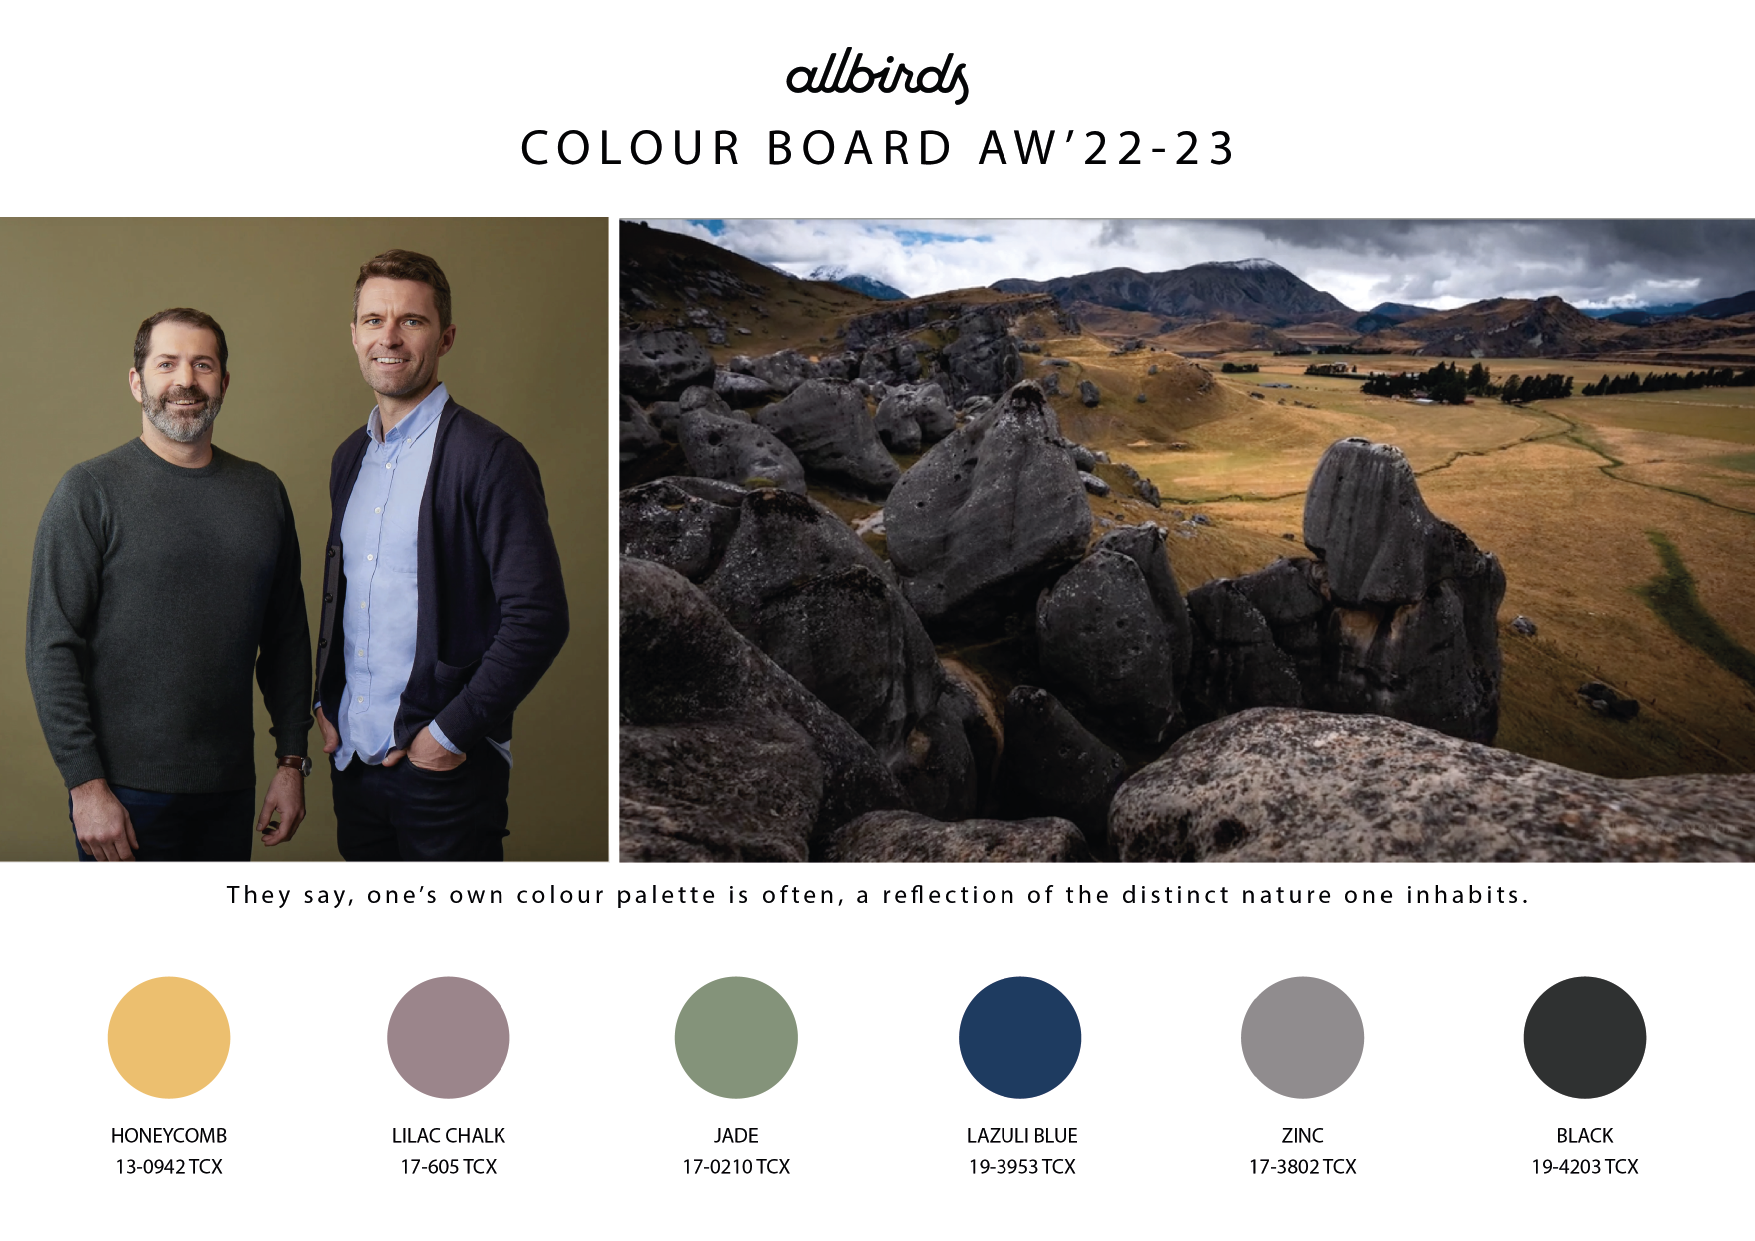 allbirds
COLOUR BOARD AW’22-23
They say, one’s own colour palette is often, a reflection of the distinct nature one inhabits.
HONEYCOMB
13-0942 TCX
LILAC CHALK
17-605 TCX
JADE
17-0210 TCX
LAZULI BLUE
19-3953 TCX
ZINC
17-3802 TCX
BLACK
19-4203 TCX